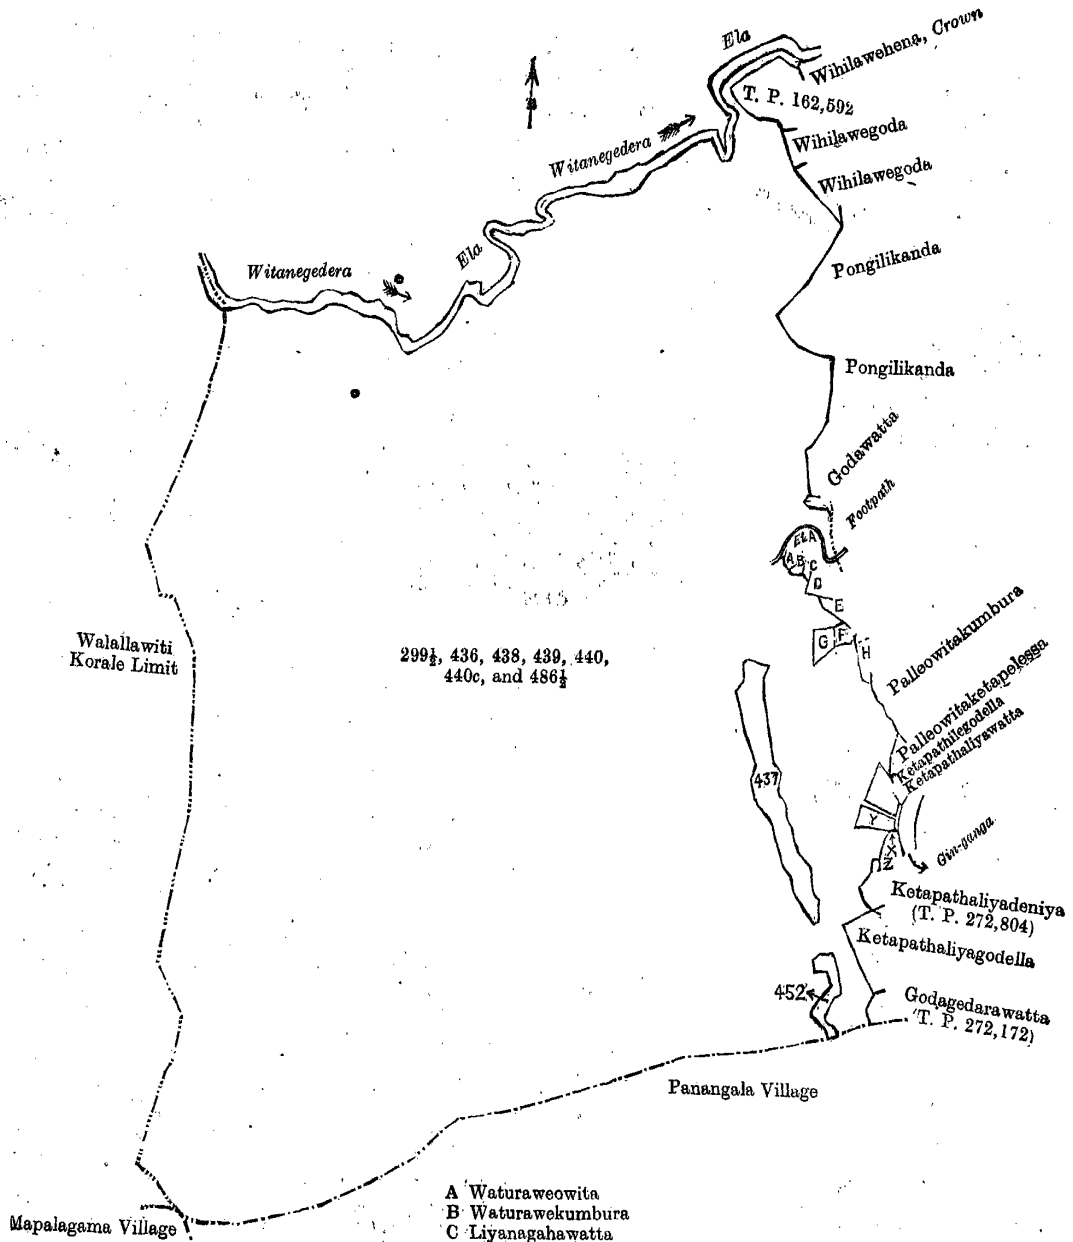 Ela
Wihilawehena, Crown
T. P. 162,592
Witanegedera
Wihilawegoda
Wihilawegoda
Ela
Witanegedera
Pongilikanda
Pongilikanda
Godawatta
Footpath
ElA
A B C
D
E
G F
H
Walallawiti
Korale Limit
299½, 436, 438, 439, 440,
440c, and 486½
Palleowitakumbura
Palleowitaketapelessa
Ketapathilegodella
Ketapathaliyawatta
437
Y
X
Z
Gin-ganga
Ketapathaliyadeniya
(T. P. 272,804)
Ketapathaliyagodella
452
Godagedarawatta
(T. P. 272,172)
Panangala Village
Mapalagama Village
A Waturaweowita
B Waturawekumbura
C Liyanagahawatta